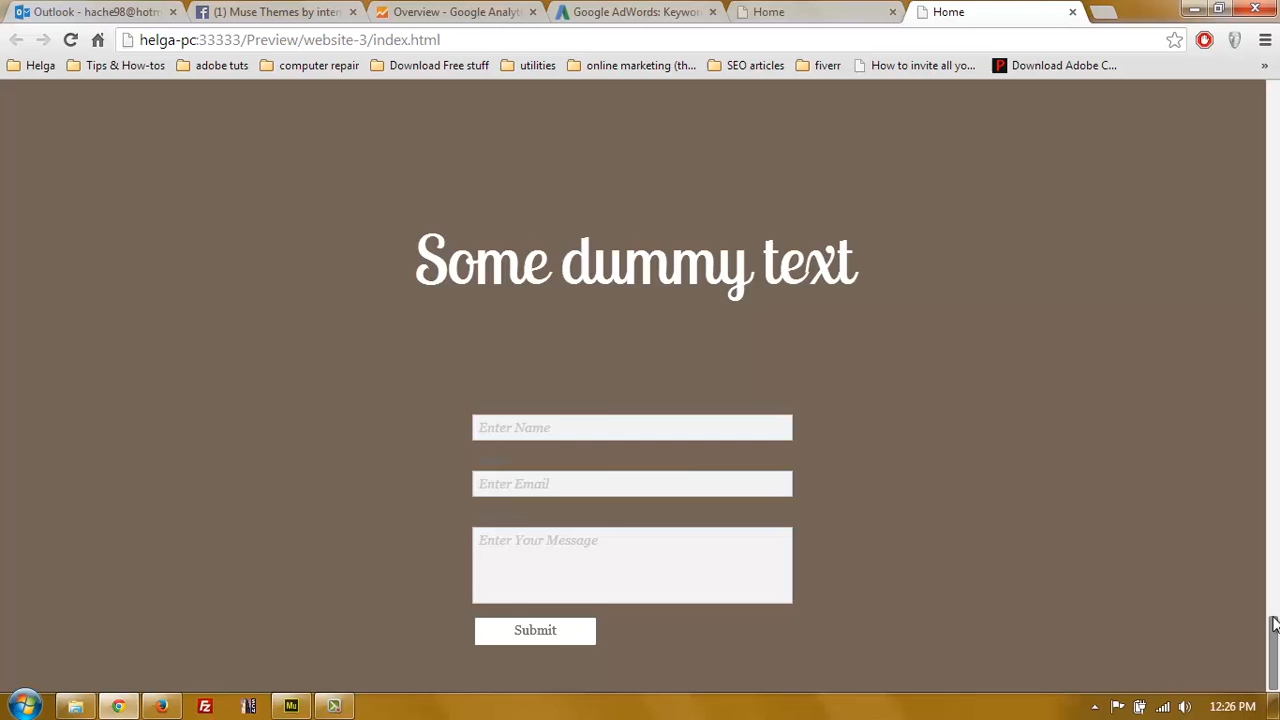 Outlook - hache98@hotm
(1) Muse Themes by inter
Overview - Google Analyti
Google AdWords: Keywor
Home
Home
helga-pc:33333/Preview/website-3/index.html
Helga
Tips & How-tos
adobe tuts
computer repair
Download Free stuff
utilities
online marketing (th...
SEO articles
fiverr
How to invite all yo...
Download Adobe C...
»
Some dummy text
Enter Name
Enter Email
Enter Your Message
Submit
Fz
Mu
12:26 PM